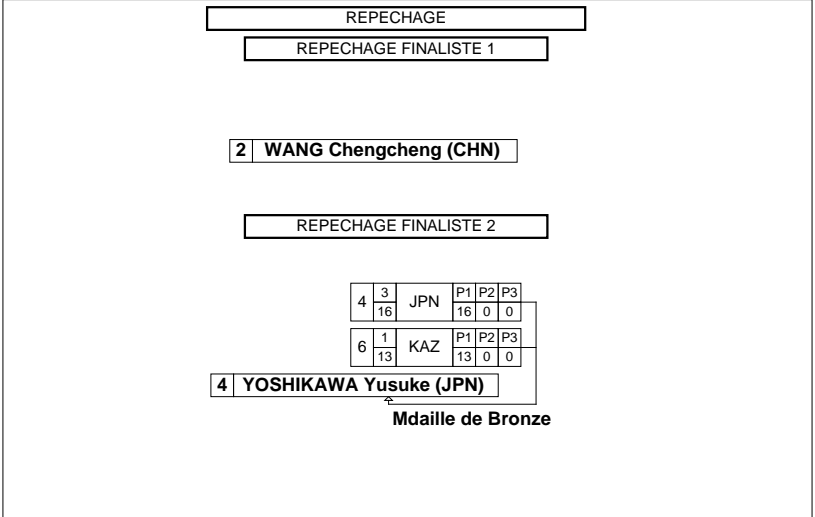 REPECHAGE
REPECHAGE FINALISTE 1
2 WANG Chengcheng (CHN)
REPECHAGE FINALISTE 2
4 3 JPN P1 P2 P3
16 16 0 0
6 1 KAZ P1 P2 P3
13 13 0 0
4 YOSHIKAWA Yusuke (JPN)
Mdaille de Bronze